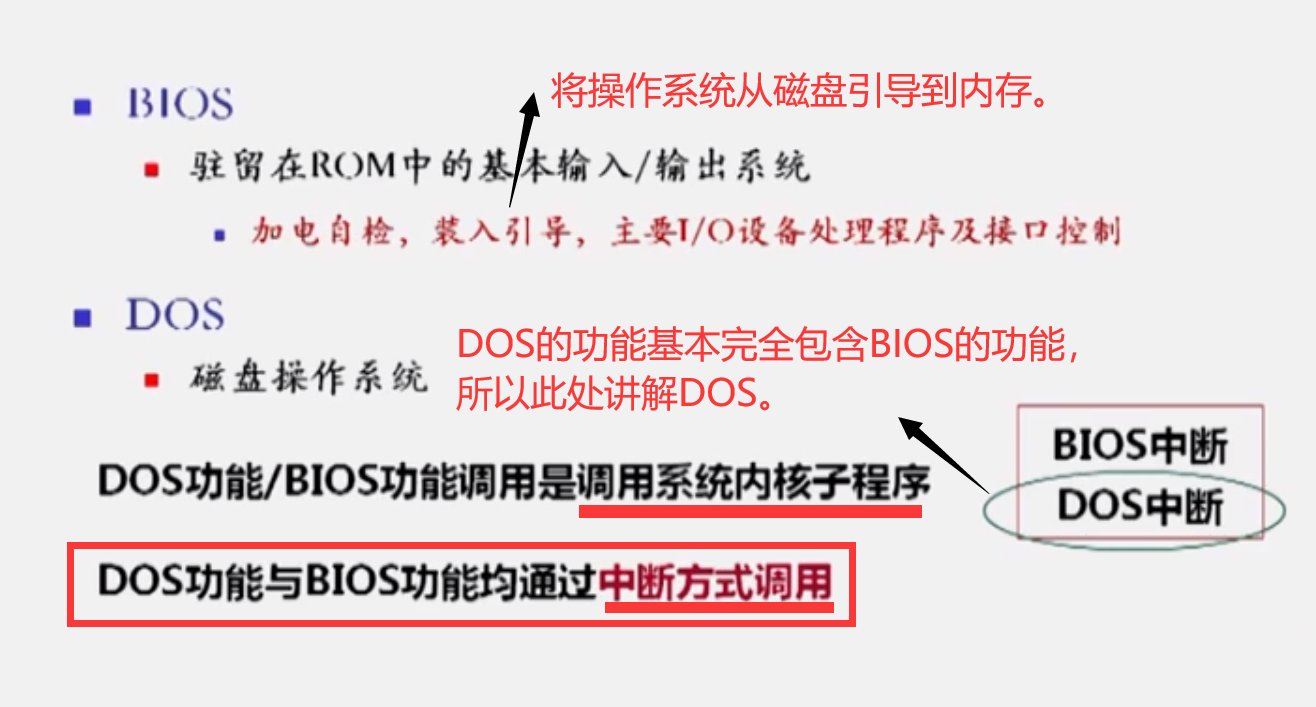 BIOS
将操作系统从磁盘引导到内存。
驻留在ROM中的基本输入/输出系统
加电自检，装入引导，主要I/O设备处理程序及接口控制
DOS
DOS的功能基本完全包含BIOS的功能，
所以此处讲解DOS。
磁盘操作系统
BIOS中断
DOS功能/BIOS功能调用是调用系统内核子程序
DOS中断
DOS功能与BIOS功能均通过中断方式调用